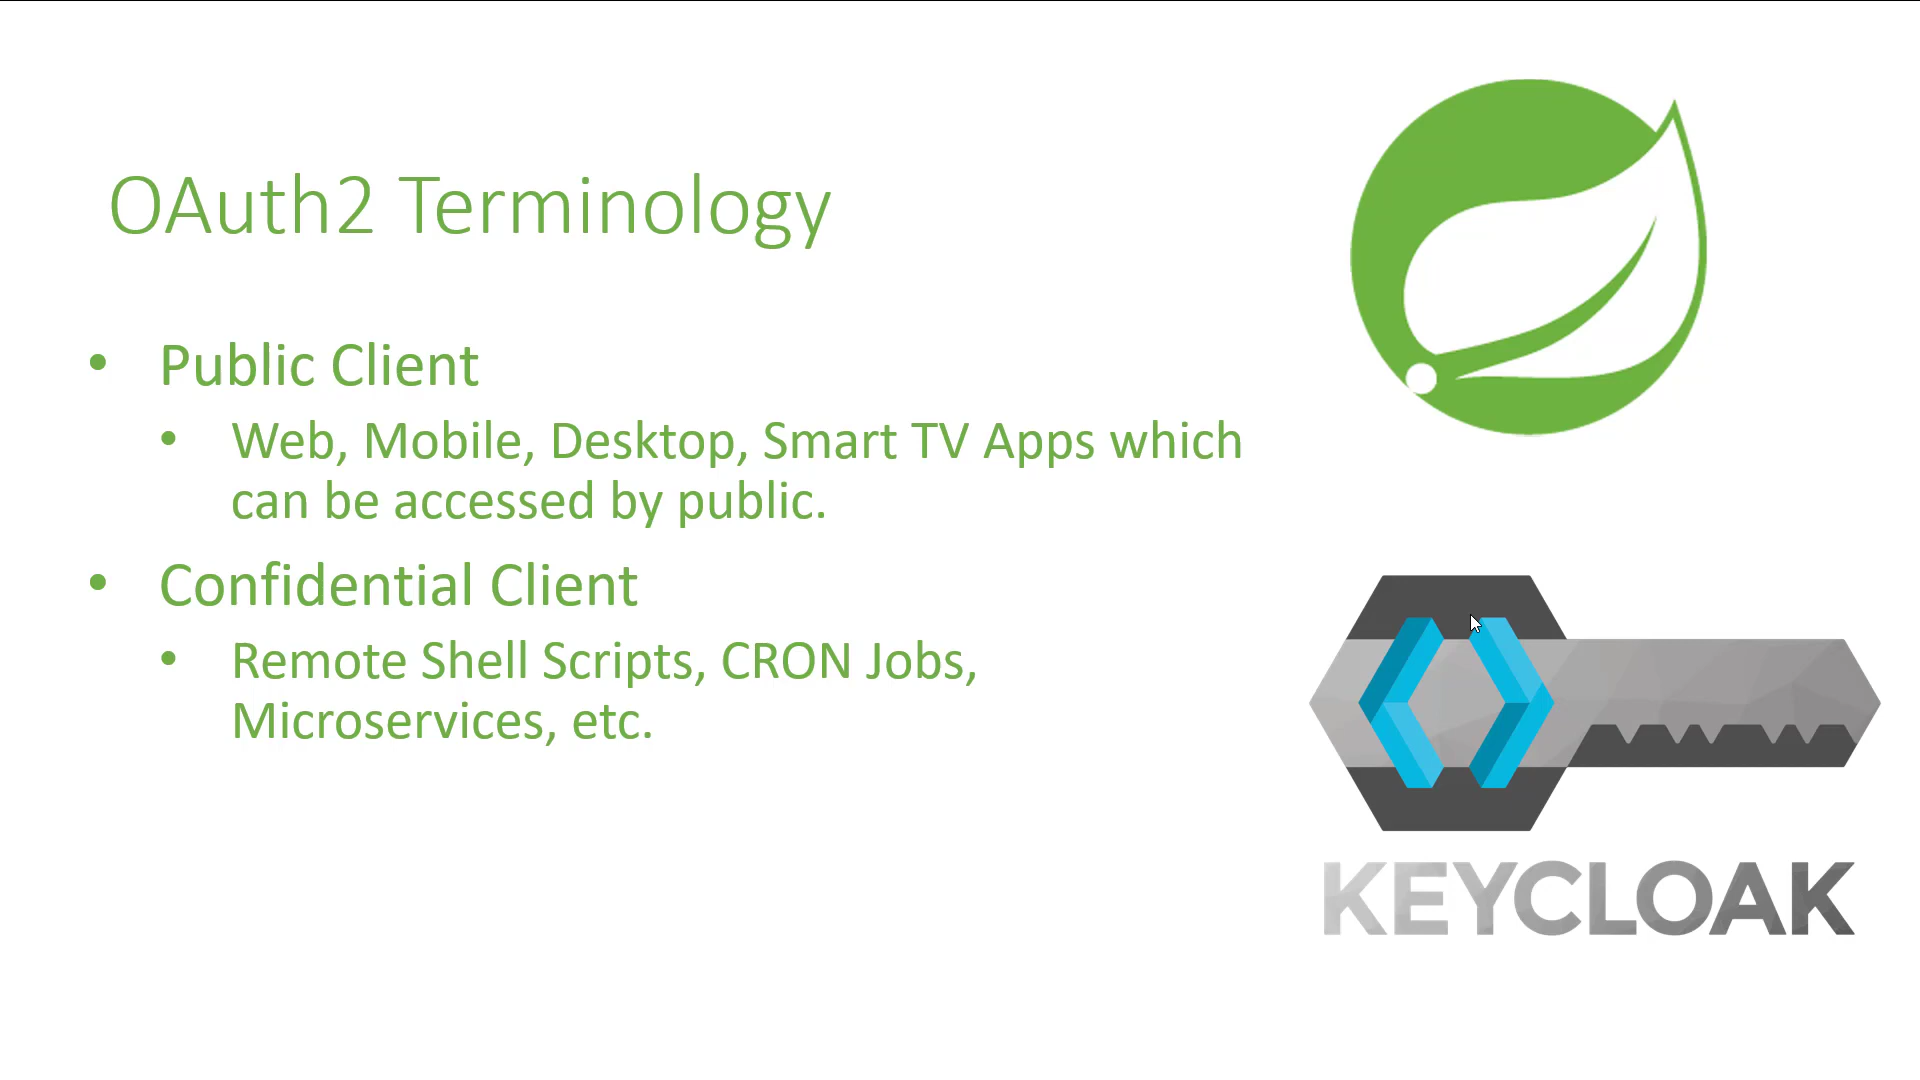 OAuth2 Terminology
• Public Client
• Web, Mobile, Desktop, Smart TV Apps which
can be accessed by public.
• Confidential Client
• Remote Shell Scripts, CRON Jobs,
Microservices, etc.
KEYCLOAK